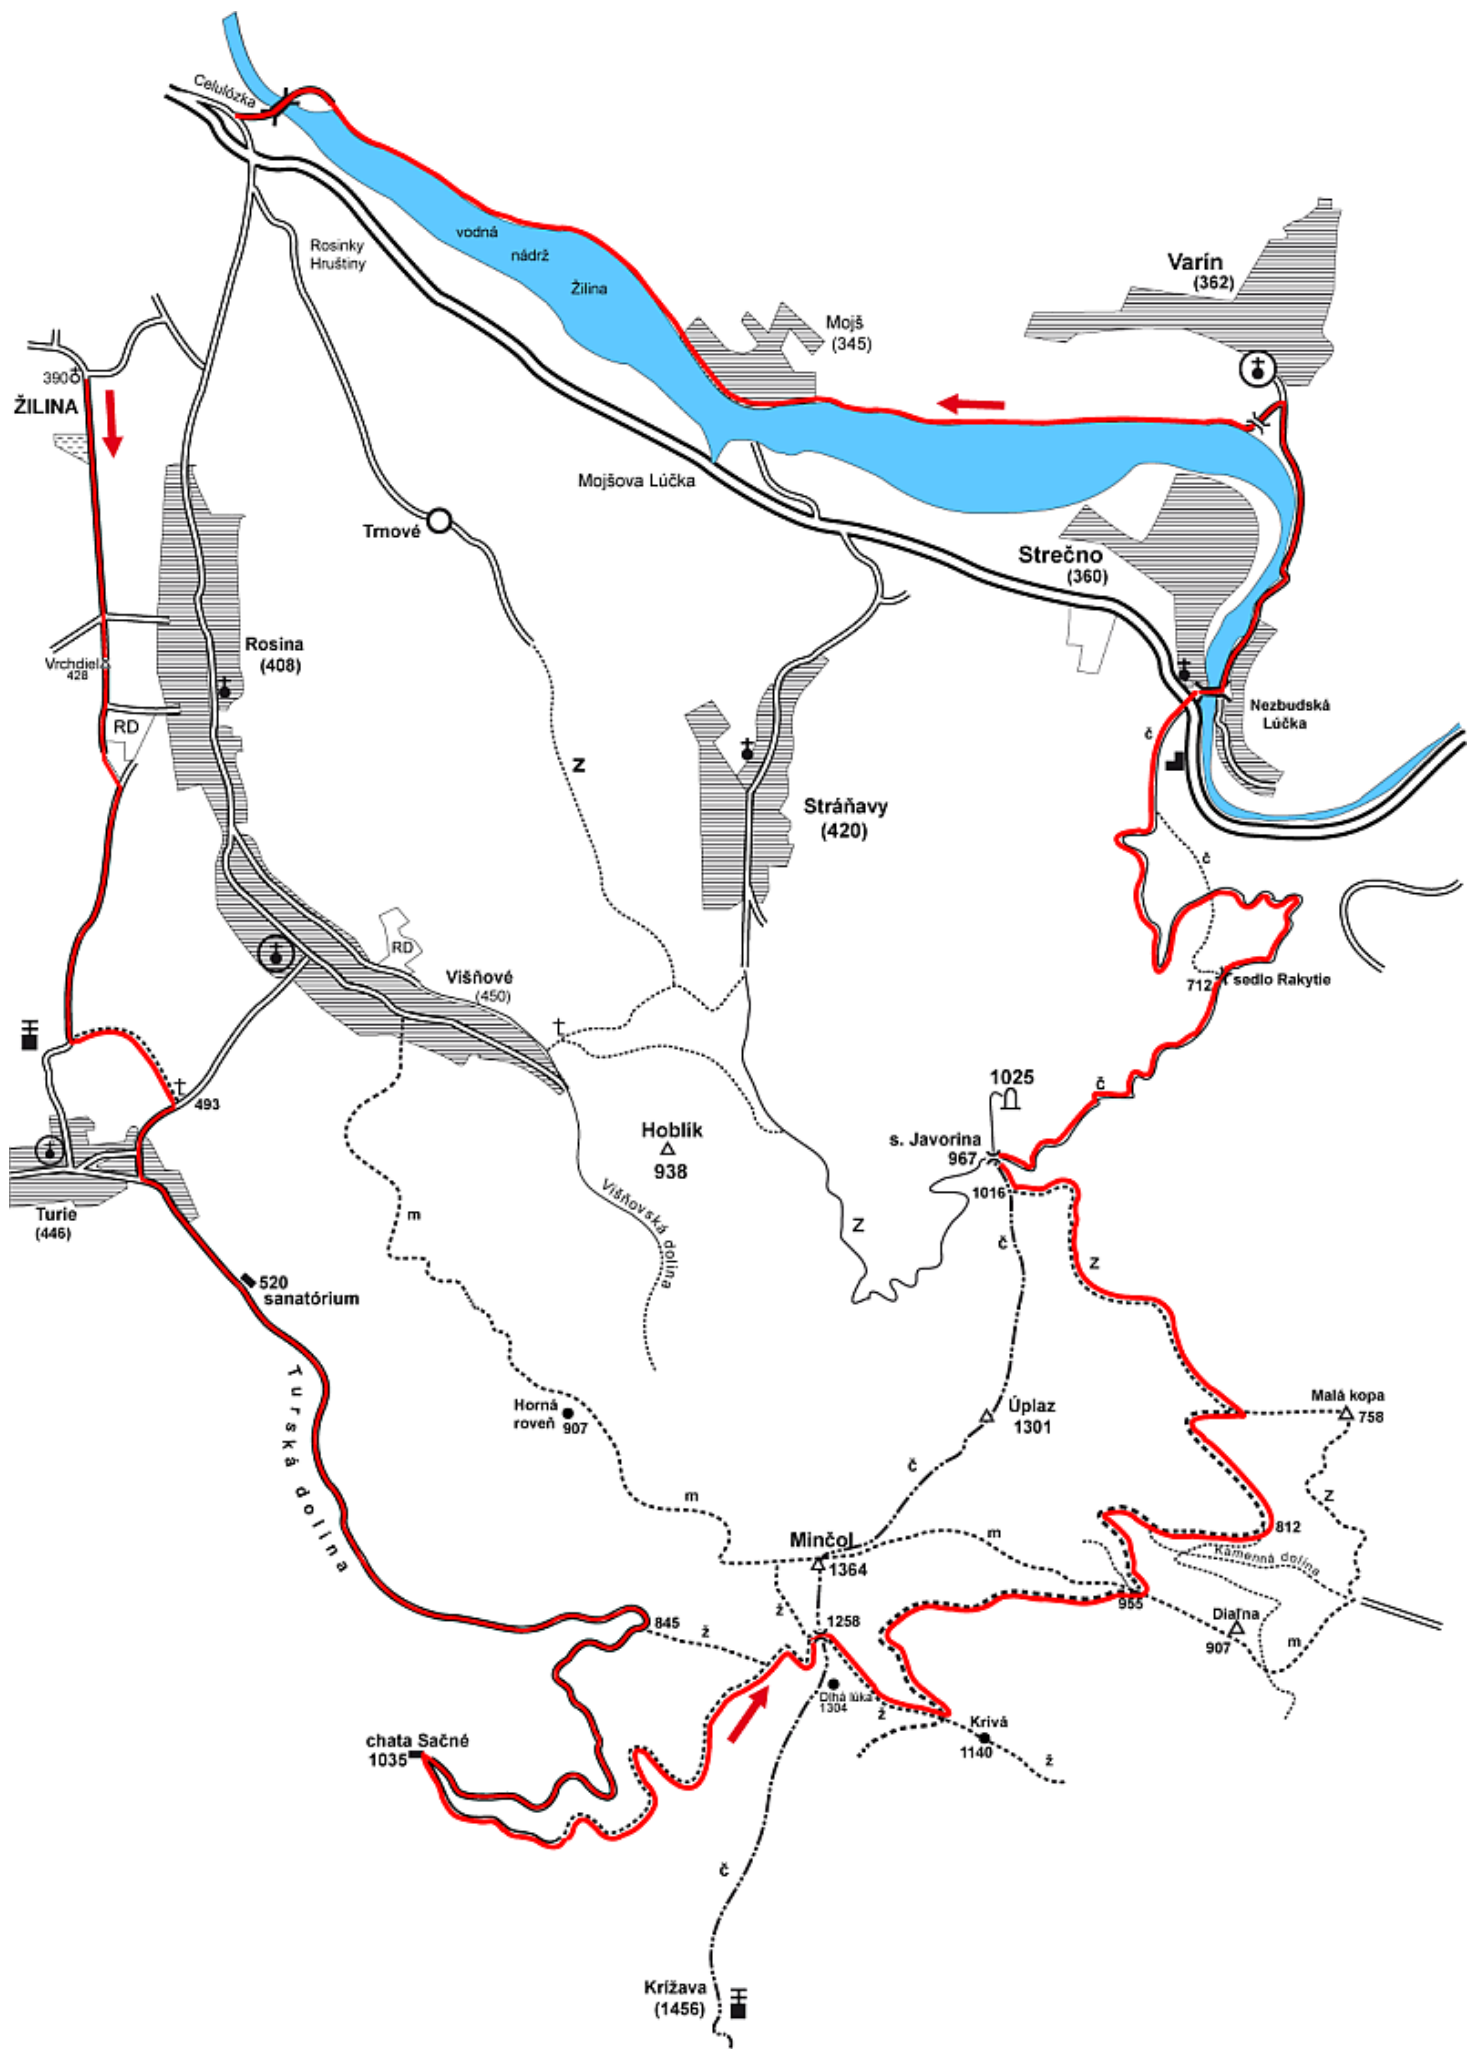 Celulózka
Rosinky
Hruštiny
vodná
nádrž
Žilina
Varín
(362)
Mojš
(345)
390
ŽILINA
Mojšova Lúčka
Trnové
Strečno
(360)
Rosina
(408)
Vrchdiel
428
RD
Nezbudská
Lúčka
č
z
Stráňavy
(420)
č
RD
Višňové
(450)
712
sedlo Rakytie
1025
č
493
Hoblík
938
s. Javorina
967
1016
Turie
(446)
m
Višňovská dolina
z
č
z
520
sanatórium
Turská dolina
Horná
roveň
907
Úplaz
1301
Malá kopa
758
č
m
z
Minčol
1364
m
812
Kamenná dolina
955
845
ž
ž
1258
Diaľna
907
m
Dlhá lúka
1304
ž
Krivá
1140
ž
chata Sačné
1035
č
Krížava
(1456)